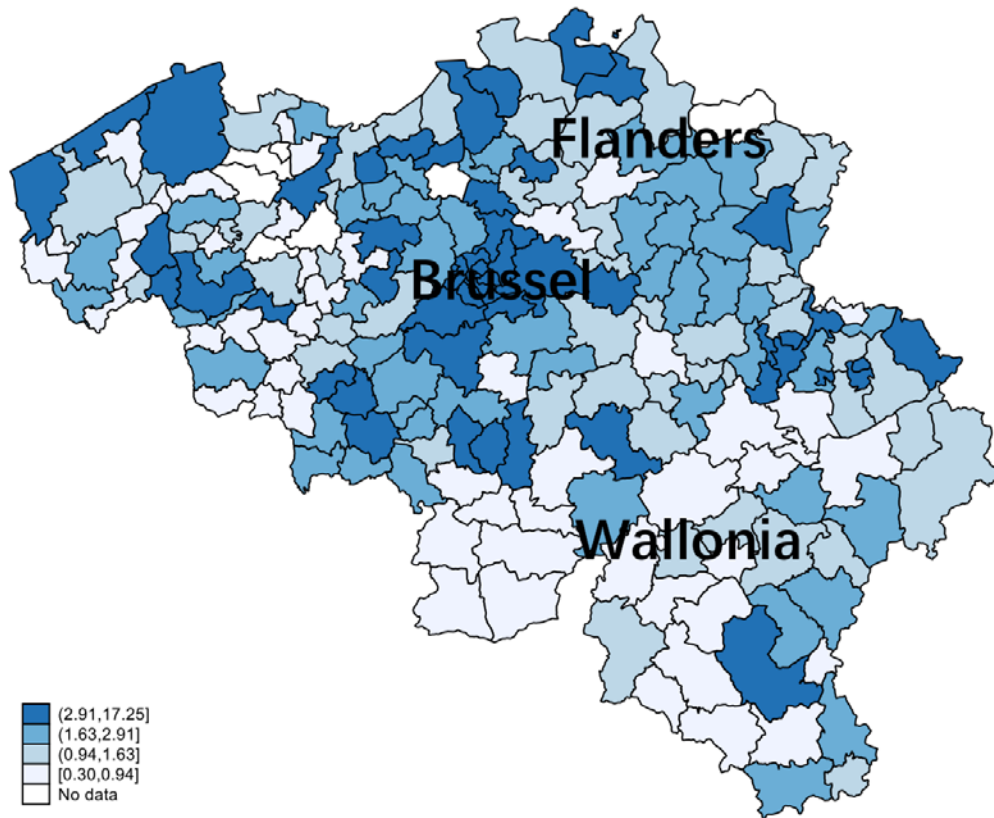 Flanders
Brussel
Wallonia
(2.91,17.25]
(1.63,2.91]
(0.94,1.63]
[0.30,0.94]
No data